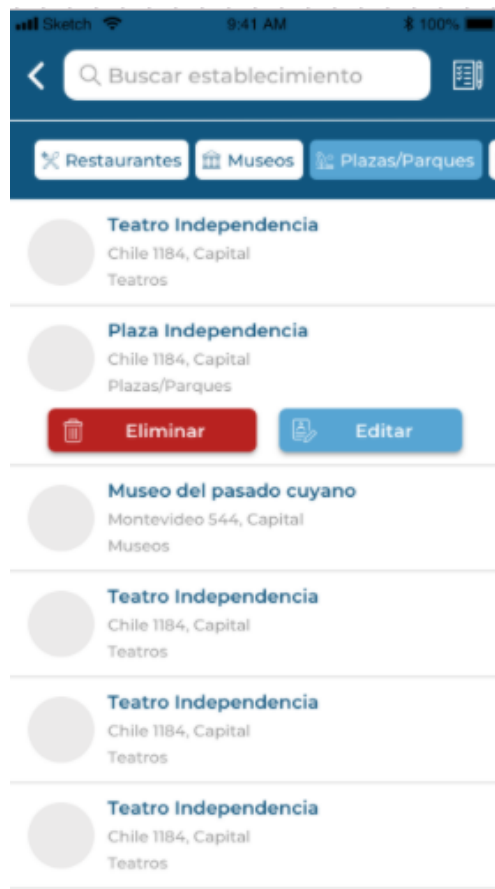 Sketch 9:41 AM 100%
Buscar establecimiento
Restaurantes Museos Plazas/Parques
Teatro Independencia
Chile 1184, Capital
Teatros
Plaza Independencia
Chile 1184, Capital
Plazas/Parques
Eliminar Editar
Museo del pasado cuyano
Montevideo 544, Capital
Museos
Teatro Independencia
Chile 1184, Capital
Teatros
Teatro Independencia
Chile 1184, Capital
Teatros
Teatro Independencia
Chile 1184, Capital
Teatros